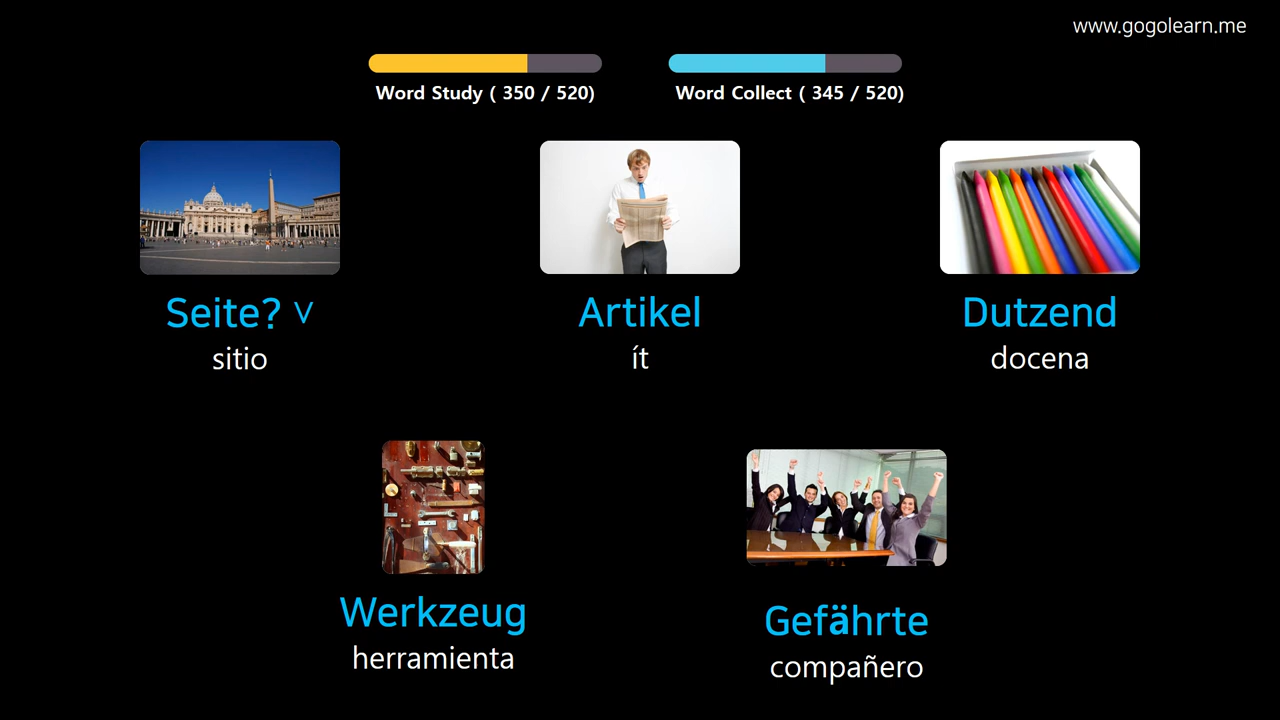 www.gogolearn.me
Word Study ( 350 / 520)
Word Collect ( 345 / 520)
Seite? ∨
sitio
Artikel
ít
Dutzend
docena
Werkzeug
herramienta
Gefährte
compañero